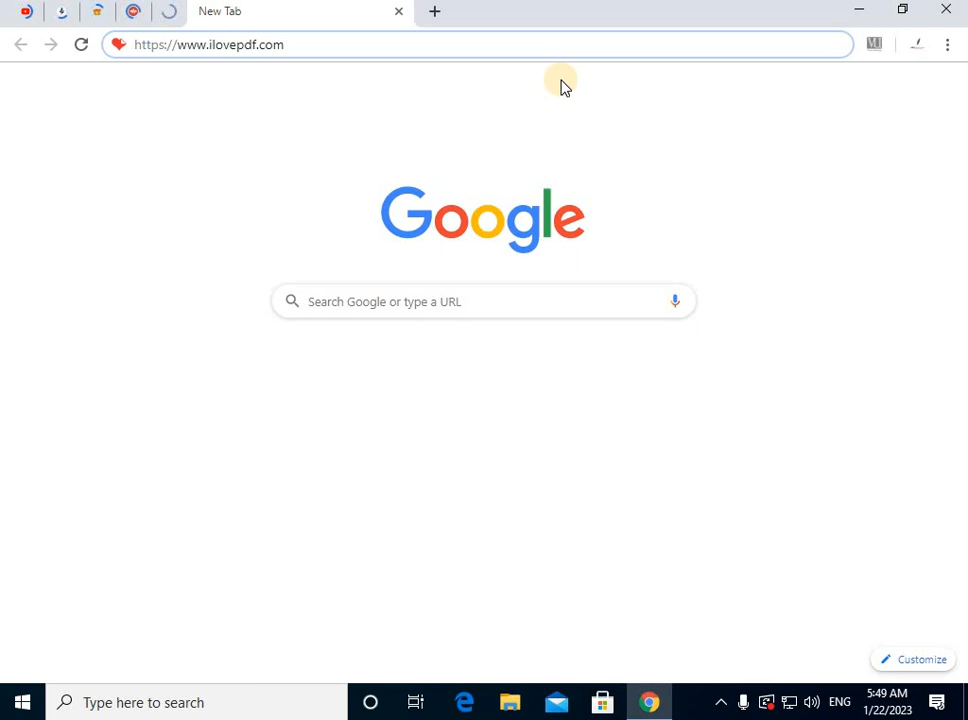 New Tab
https://www.ilovepdf.com
Google
Search Google or type a URL
Customize
Type here to search
ENG
5:49 AM
1/22/2023